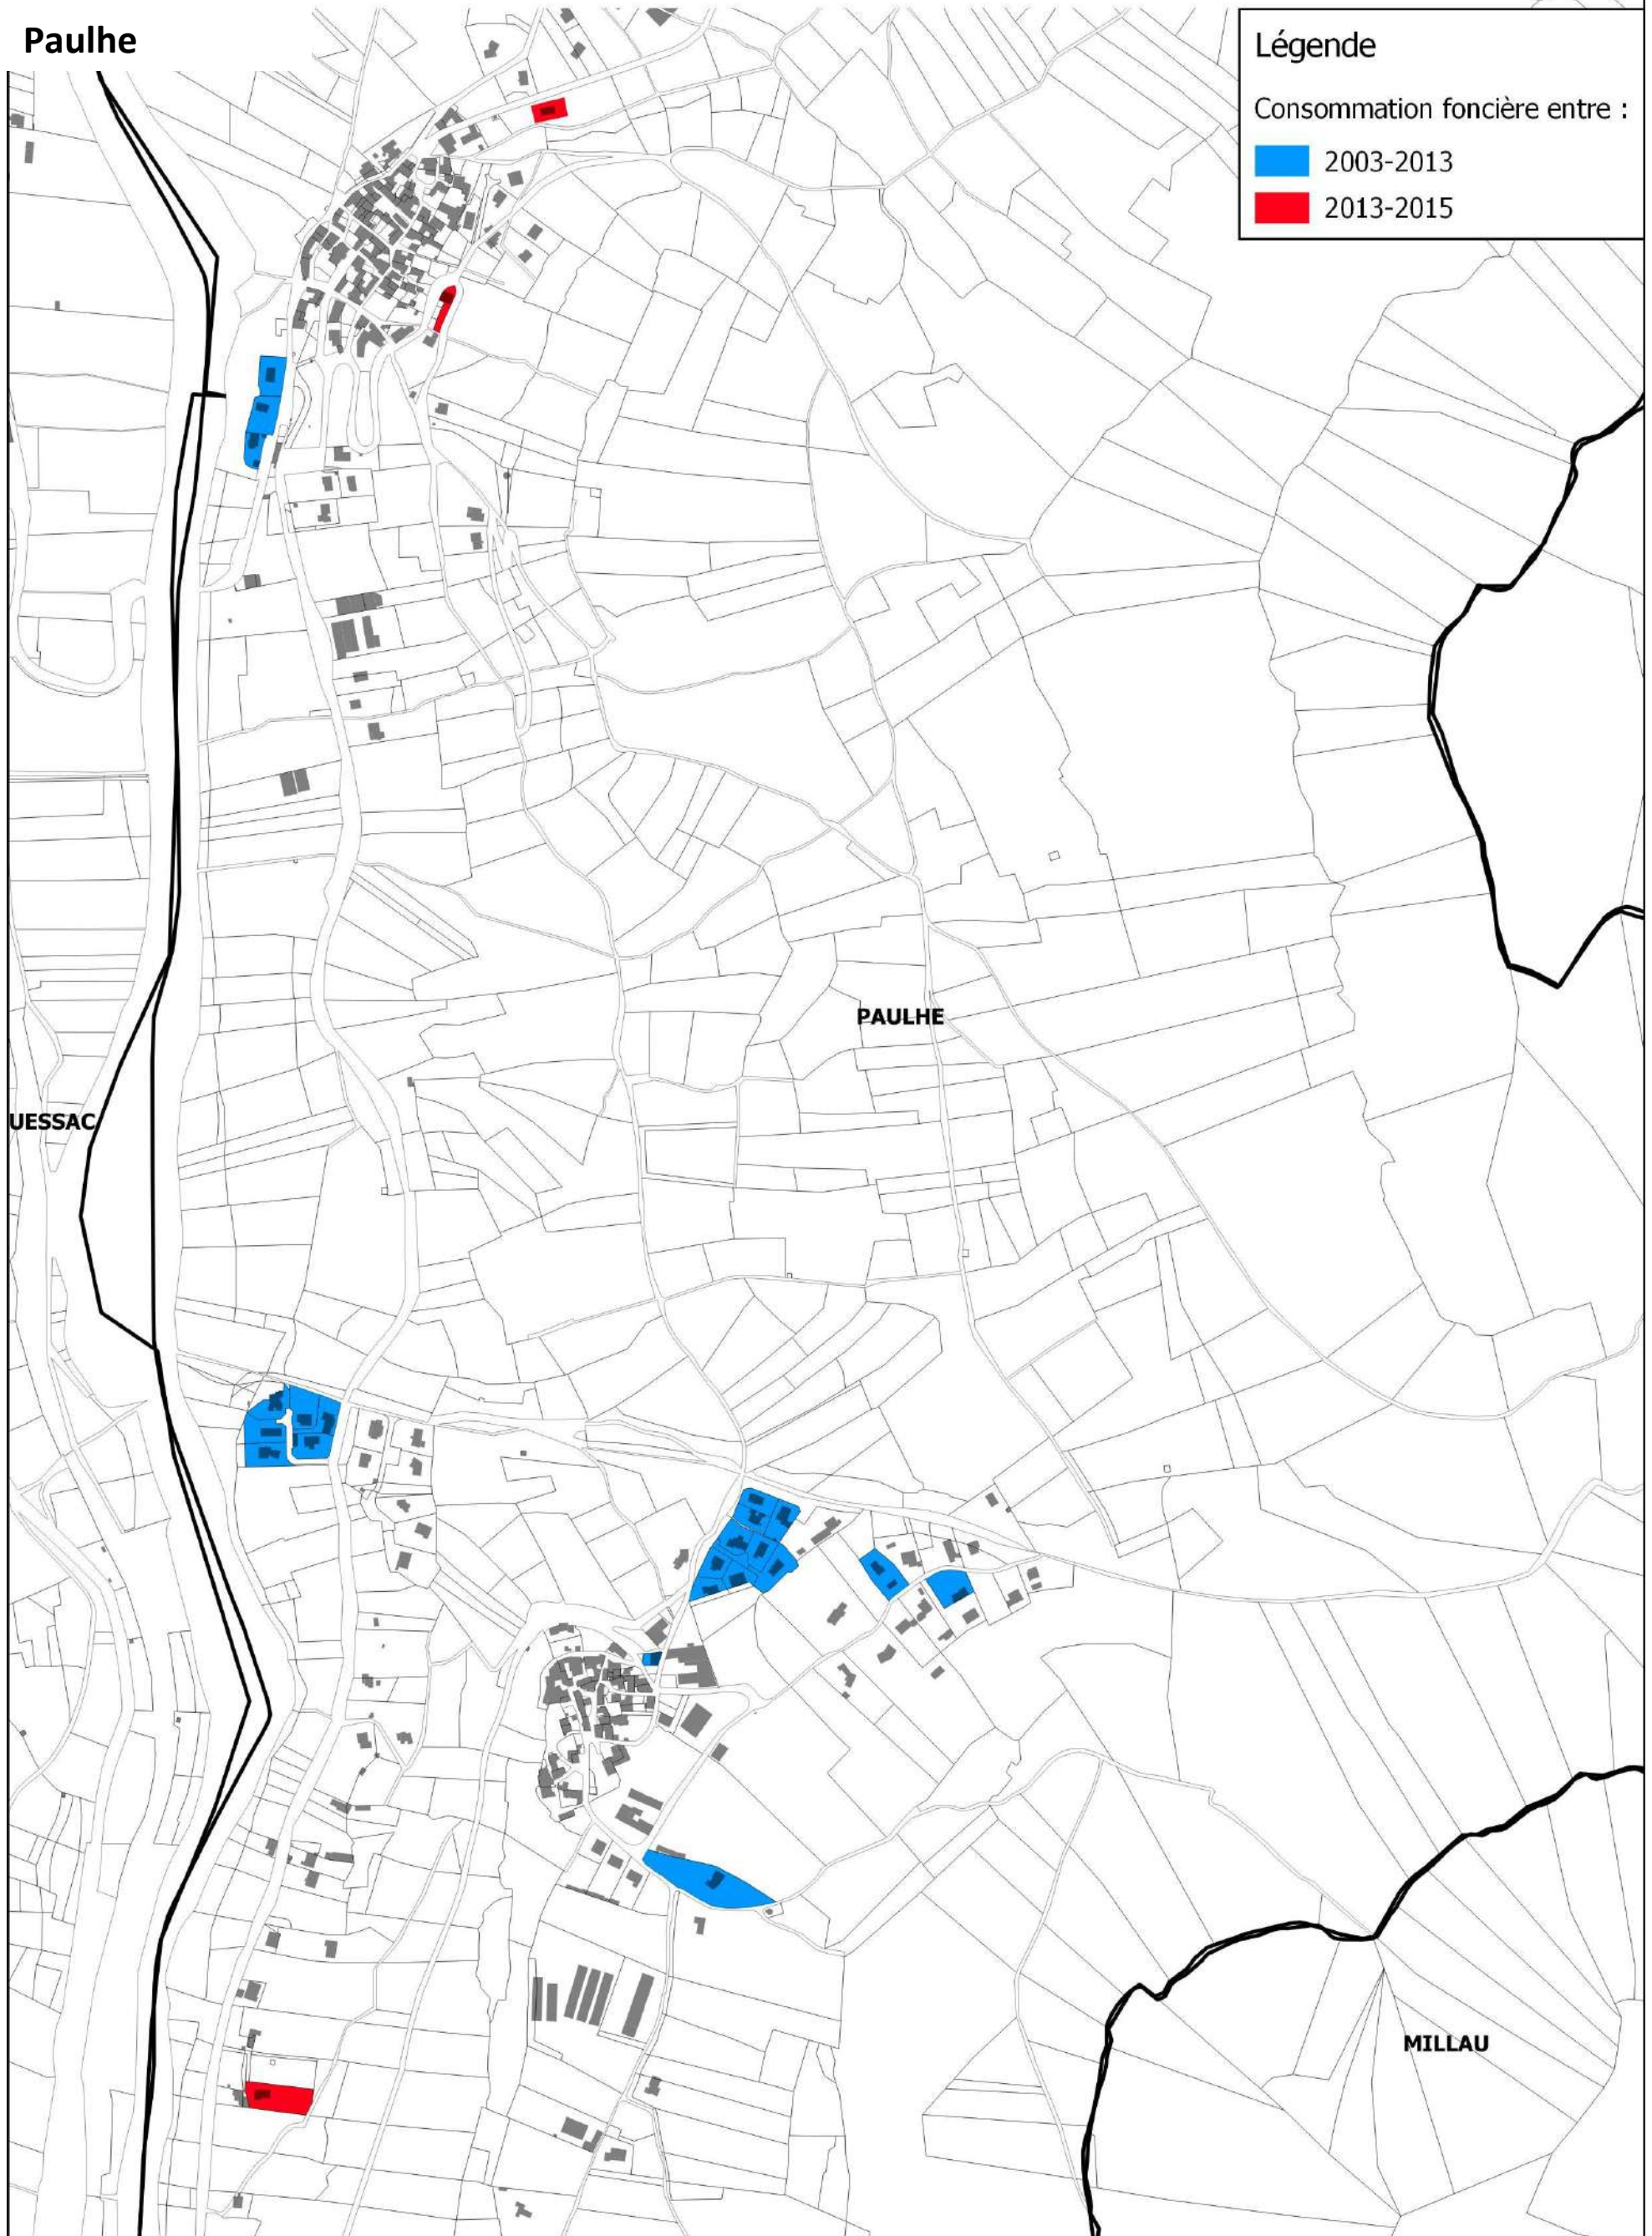 Paulhe
Légende
Consommation foncière entre :
2003-2013
2013-2015
PAULHE
UESSAC
MILLAU